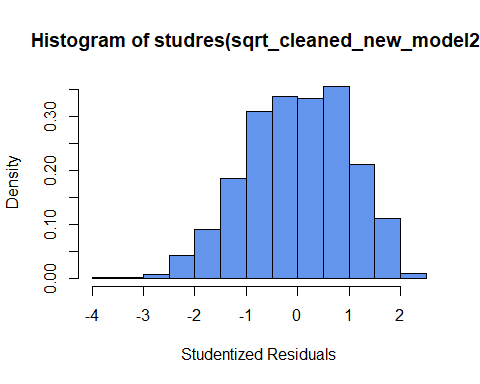 Histogram of studres(sqrt_cleaned_new_model2
Density
0.30
0.20
0.10
0.00
-4 -3 -2 -1 0 1 2
Studentized Residuals